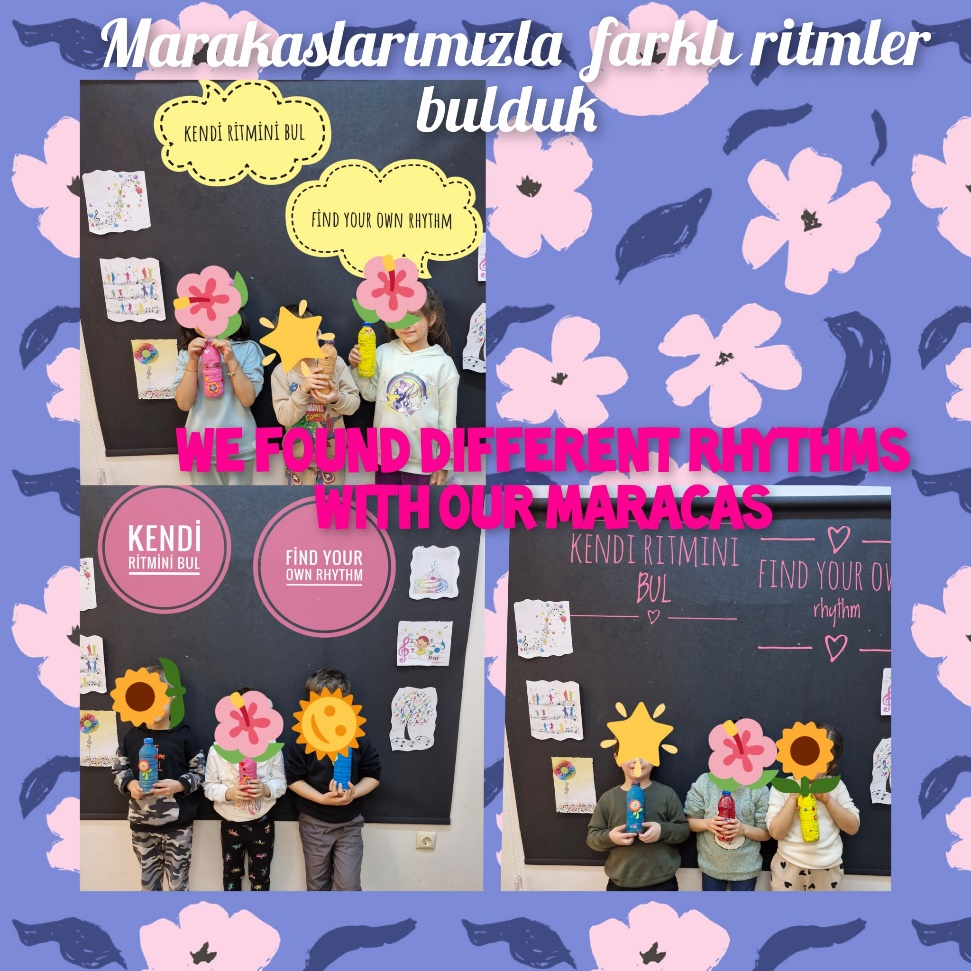 Marakaslarımızla farklı ritmler
bulduk
KENDİ RİTMİNİ BUL
FİND YOUR OWN RHYTHM
WE FOUND DIFFERENT RHYTHMS
WITH OUR MARACAS
KENDİ
RİTMİNİ BUL
FİND YOUR
OWN RHYTHM
KENDI RITMINI
BUL
FIND YOUR OW
rhythm